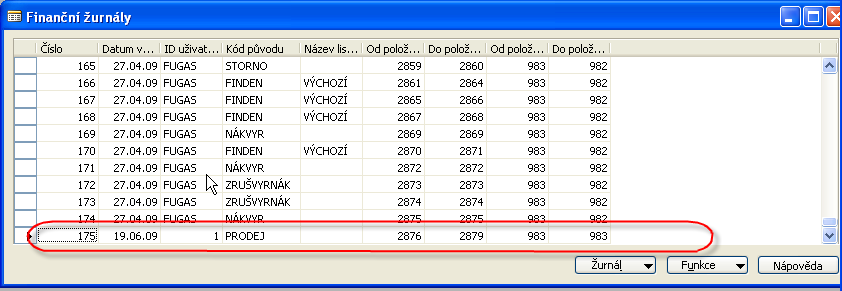 Finanční žurnály
Číslo Datum v... ID uživat... Kód původu Název lis... Od polož... Do polož... Od polož... Do polož...
165 27.04.09 FUGAS STORNO 2859 2860 983 982
166 27.04.09 FUGAS FINDEN VÝCHOZÍ 2861 2864 983 982
167 27.04.09 FUGAS FINDEN VÝCHOZÍ 2865 2866 983 982
168 27.04.09 FUGAS FINDEN VÝCHOZÍ 2867 2868 983 982
169 27.04.09 FUGAS NÁKVYR 2869 2869 983 982
170 27.04.09 FUGAS FINDEN VÝCHOZÍ 2870 2871 983 982
171 27.04.09 FUGAS NÁKVYR 2872 2872 983 982
172 27.04.09 FUGAS ZRUŠVYRNÁK 2873 2873 983 982
173 27.04.09 FUGAS ZRUŠVYRNÁK 2874 2874 983 982
174 27.04.09 FUGAS NÁKVYR 2875 2875 983 982
175 19.06.09 1 PRODEJ 2876 2879 983 983
Žurnál Funkce Nápověda